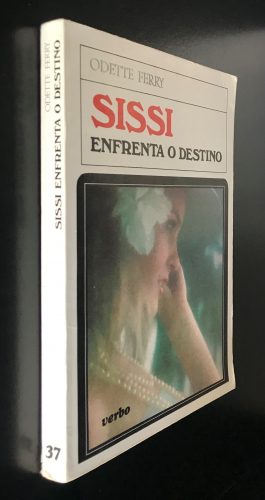 ODETTE FERRY
SISSI
ENFRENTA O DESTINO
verbo
ODETTE FERRY
SISSI ENFRENTA O DESTINO
37